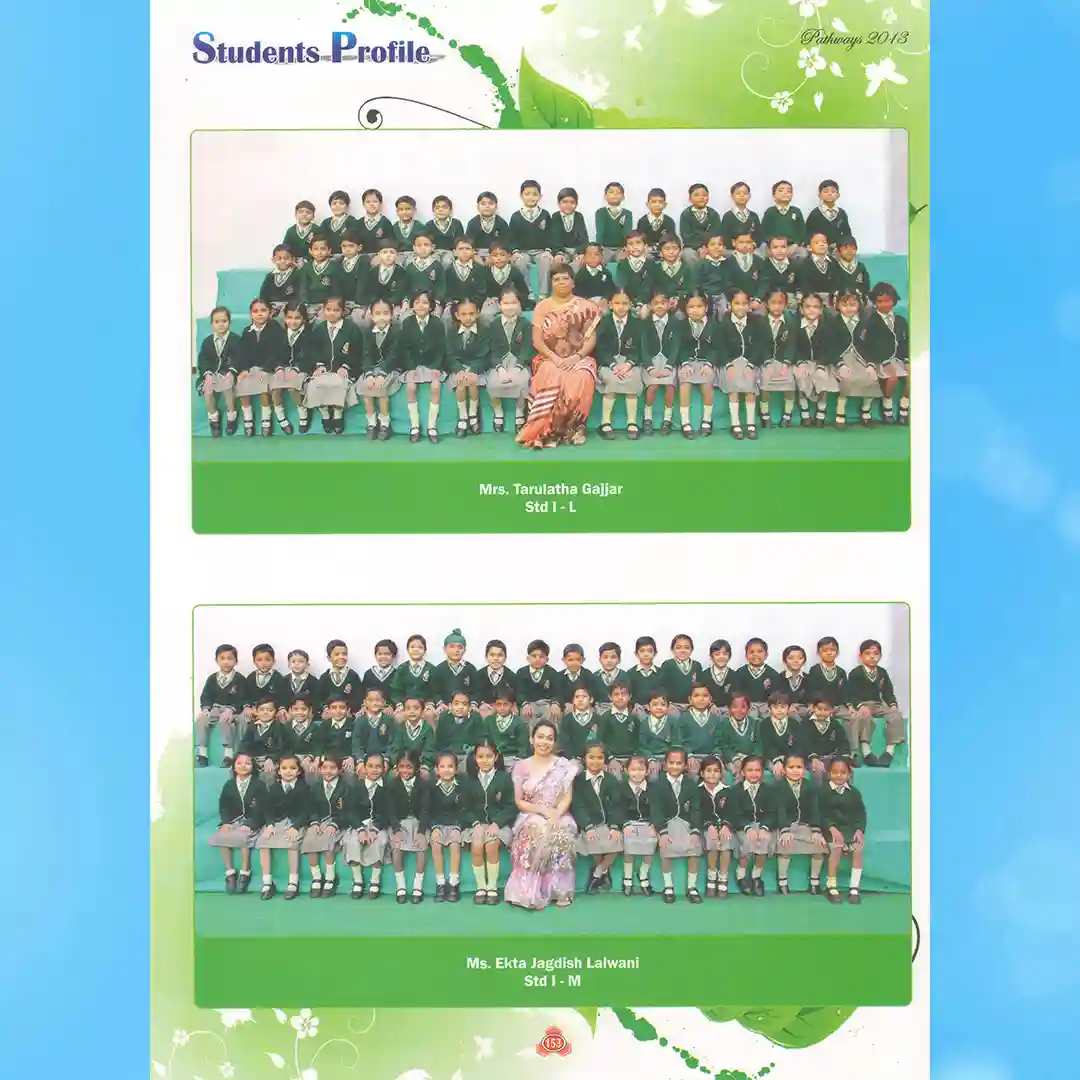 Students Profile
Pathways 2013
Mrs. Tarulatha Gajjar
Std I - L
Ms. Ekta Jagdish Lalwani
Std I - M
153